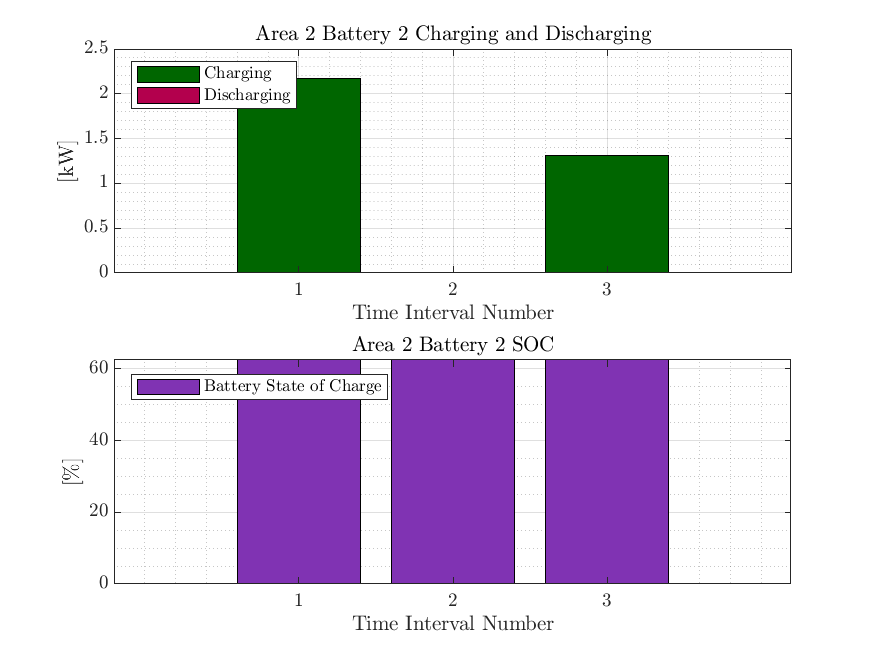 Area 2 Battery 2 Charging and Discharging
2.5
2
1.5
1
0.5
0
[kW]
Charging
Discharging
1 2 3
Time Interval Number
Area 2 Battery 2 SOC
60
40
20
0
[%]
Battery State of Charge
1 2 3
Time Interval Number